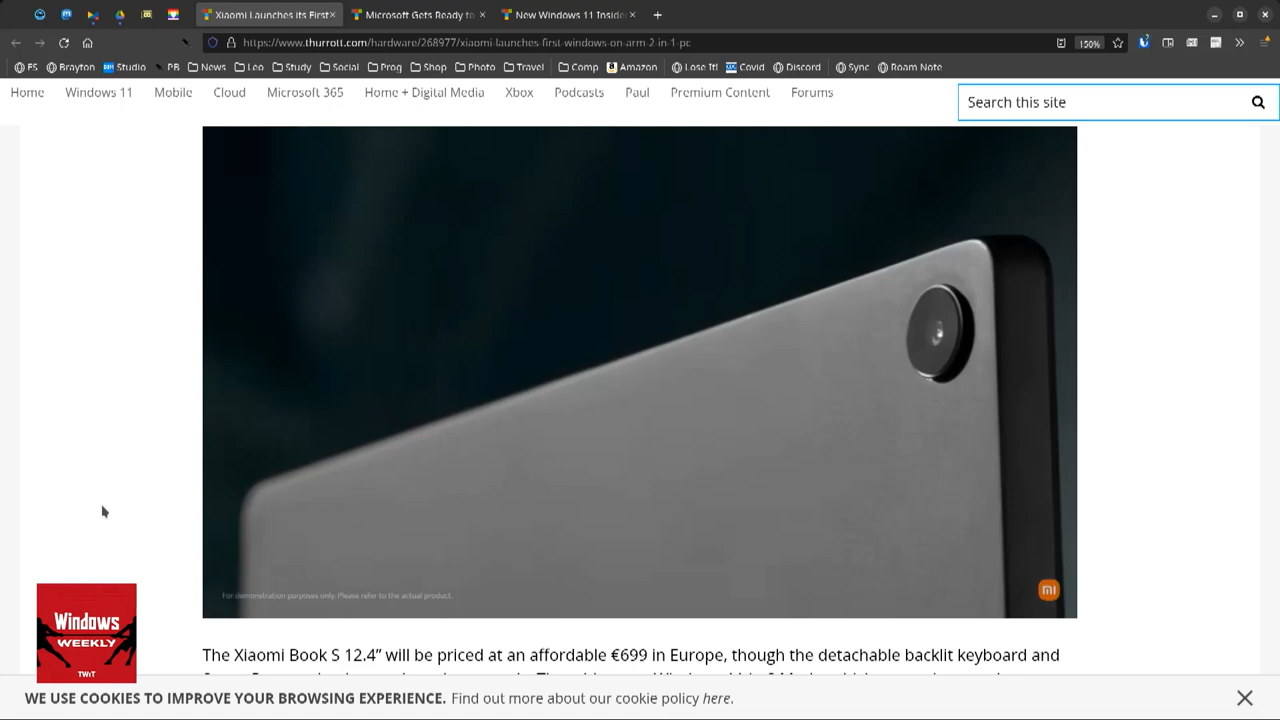 Xiaomi Launches its First
Microsoft Gets Ready to
New Windows 11 Inside
https://www.thurrott.com/hardware/268977/xiaomi-launches-first-windows-on-arm-2-in-1-pc
150%
FS
Brayton
Studio
PB
News
Leo
Study
Social
Prog
Shop
Photo
Travel
Comp
Amazon
Lose It!
Covid
Discord
Sync
Roam Note
Home
Windows 11
Mobile
Cloud
Microsoft 365
Home + Digital Media
Xbox
Podcasts
Paul
Premium Content
Forums
Search this site
For demonstration purposes only. Please refer to the actual product.
mi
Windows
WEEKLY
TWiT
The Xiaomi Book S 12.4” will be priced at an affordable €699 in Europe, though the detachable backlit keyboard and
WE USE COOKIES TO IMPROVE YOUR BROWSING EXPERIENCE. Find out more about our cookie policy here.